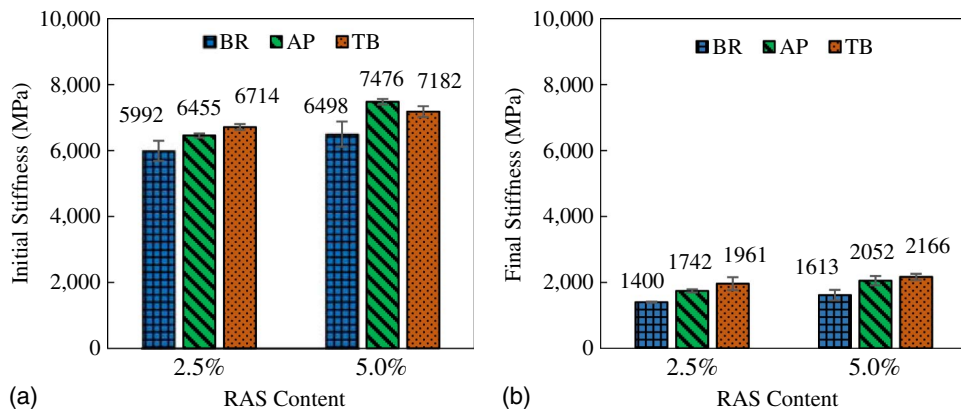 10,000
8,000
6,000
4,000
2,000
0
Initial Stiffness (MPa)
BR AP TB
5992 6455 6714 6498 7476 7182
2.5% 5.0%
RAS Content
(a)
10,000
8,000
6,000
4,000
2,000
0
Final Stiffness (MPa)
BR AP TB
1400 1742 1961 1613 2052 2166
2.5% 5.0%
RAS Content
(b)